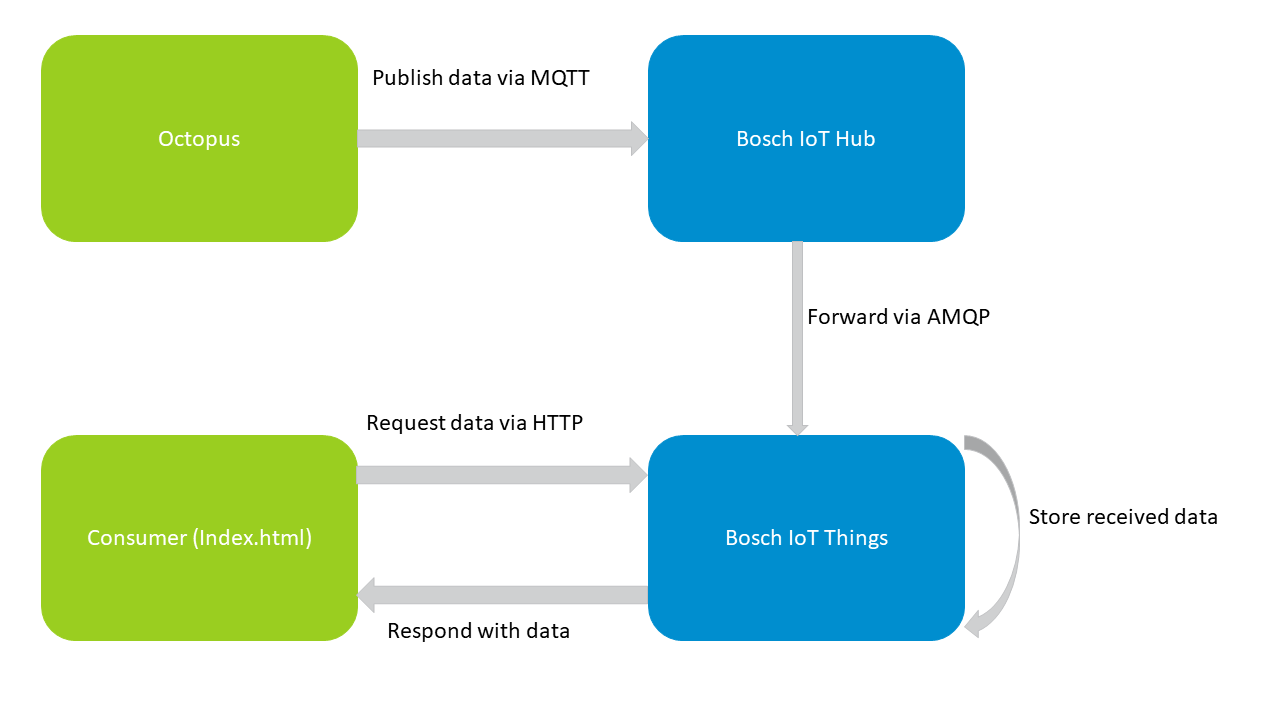 Publish data via MQTT
Octopus
Bosch IoT Hub
Forward via AMQP
Request data via HTTP
Consumer (Index.html)
Bosch IoT Things
Store received data
Respond with data